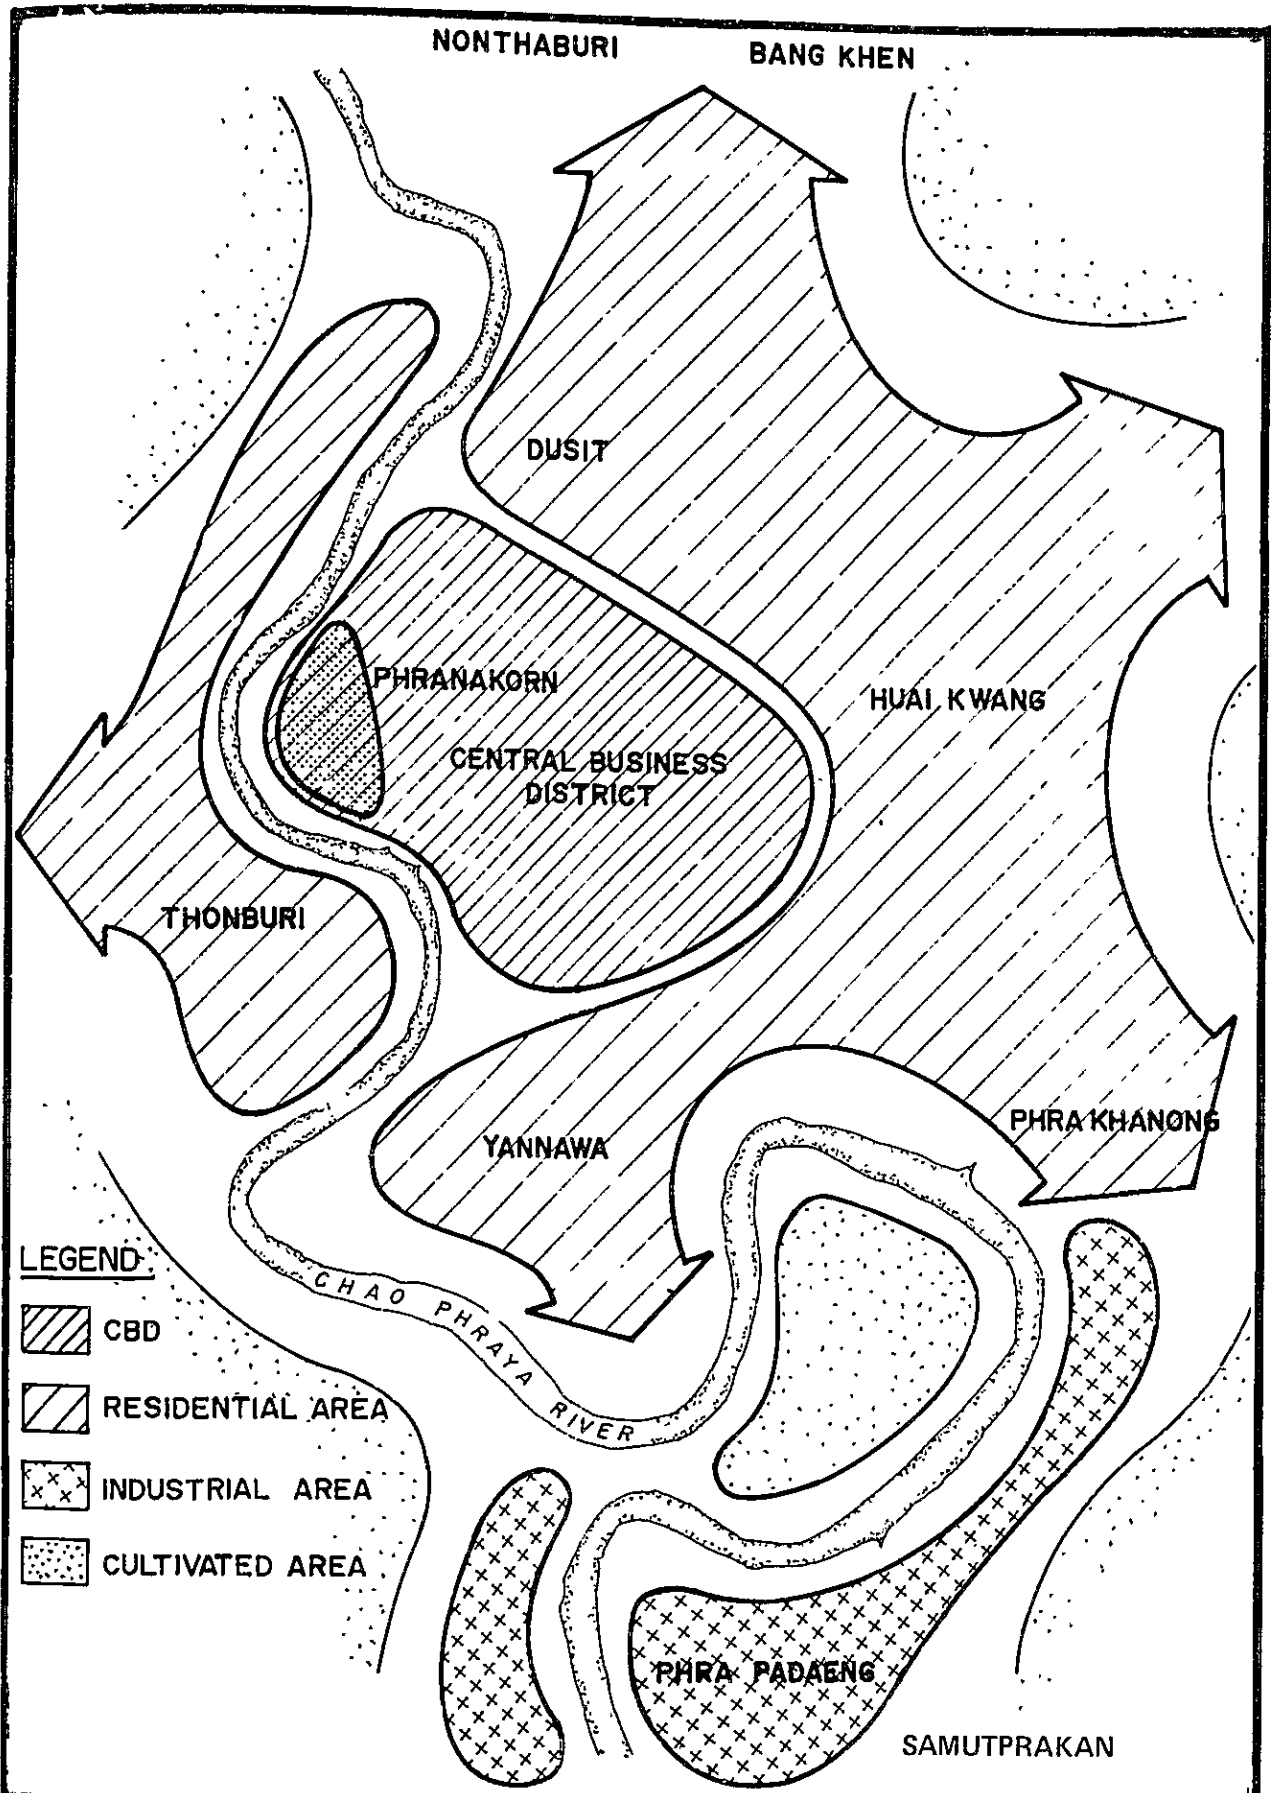 NONTHABURI
BANG KHEN
DUSIT
PHRANAKORN
HUAI KWANG
CENTRAL BUSINESS
DISTRICT
THONBURI
PHRA KHANONG
YANNAWA
LEGEND:
CBD
RESIDENTIAL AREA
INDUSTRIAL AREA
CULTIVATED AREA
CHAO PHRAYA RIVER
PHRA PADAENG
SAMUTPRAKAN